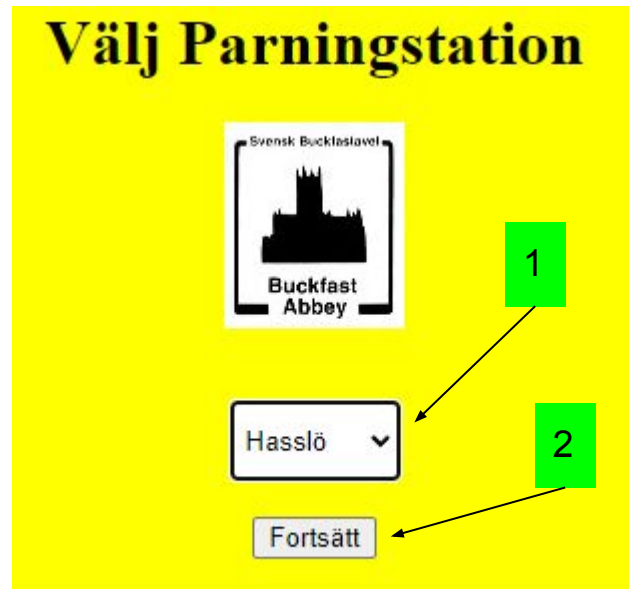 Välj Parningstation
Svensk Buckfastavel
Buckfast
Abbey
1
Hasslö
2
Fortsätt